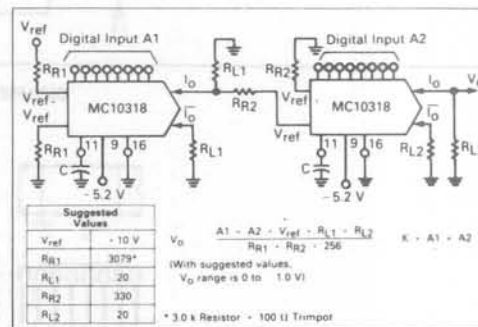 Vref
Digital Input A1
Digital Input A2
RR1
RL1
RR2
IO
IO
VO
Vref
Vref
MC10318
RR2
Vref
Vref
MC10318
IO
IO
RR1
11
9
16
RL1
11
9
16
RL2
RL
C
- 5.2 V
C
- 5.2 V
Suggested
Values
Vref
- 10 V
RR1
3079*
RL1
20
RR2
330
RL2
20
VO
A1 - A2 - Vref - RL1 - RL2
RR1 - RR2 - 256
K - A1 - A2
(With suggested values,
VO range is 0 to 1.0 V)
* 3.0 k Resistor + 100 Ω Trimpot